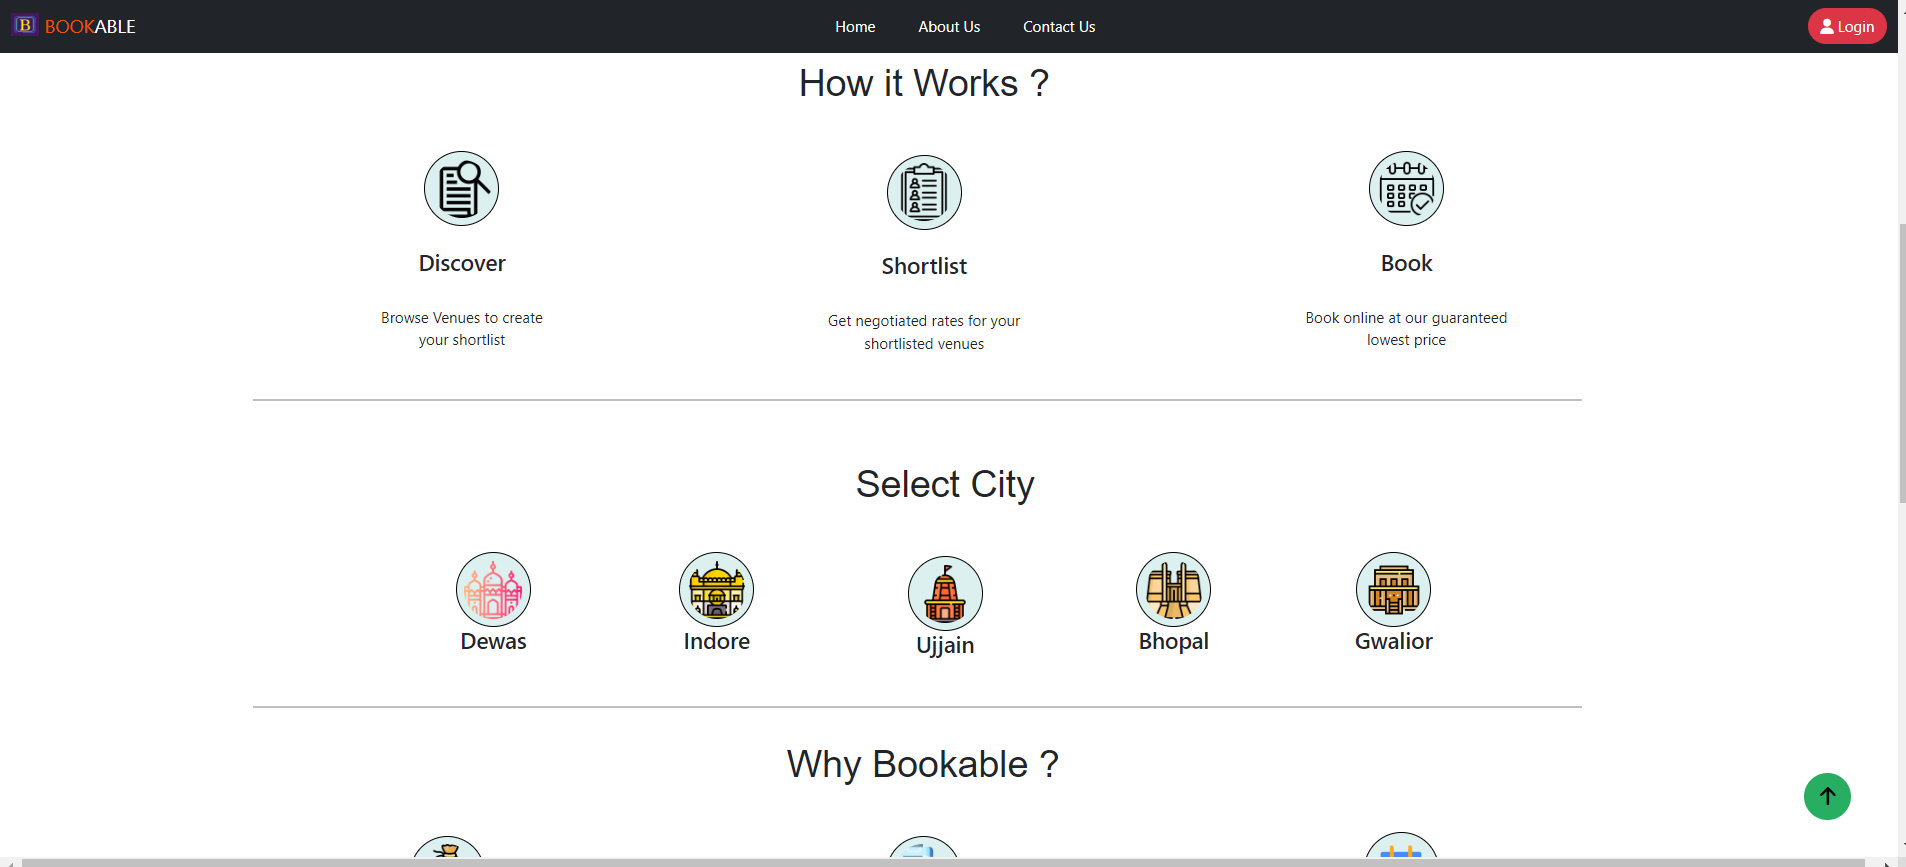 B BOOKABLE
Home
About Us
Contact Us
Login
How it Works ?
Discover
Shortlist
Book
Browse Venues to create
your shortlist
Get negotiated rates for your
shortlisted venues
Book online at our guaranteed
lowest price
Select City
Dewas
Indore
Ujjain
Bhopal
Gwalior
Why Bookable ?